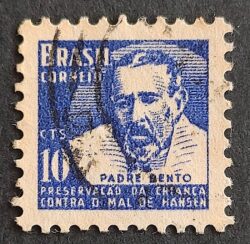 BRASIL
CORREIO
CTS
10
PADRE BENTO
PRESERVAÇÃO DA CRIANÇA
CONTRA O MAL DE HANSEN